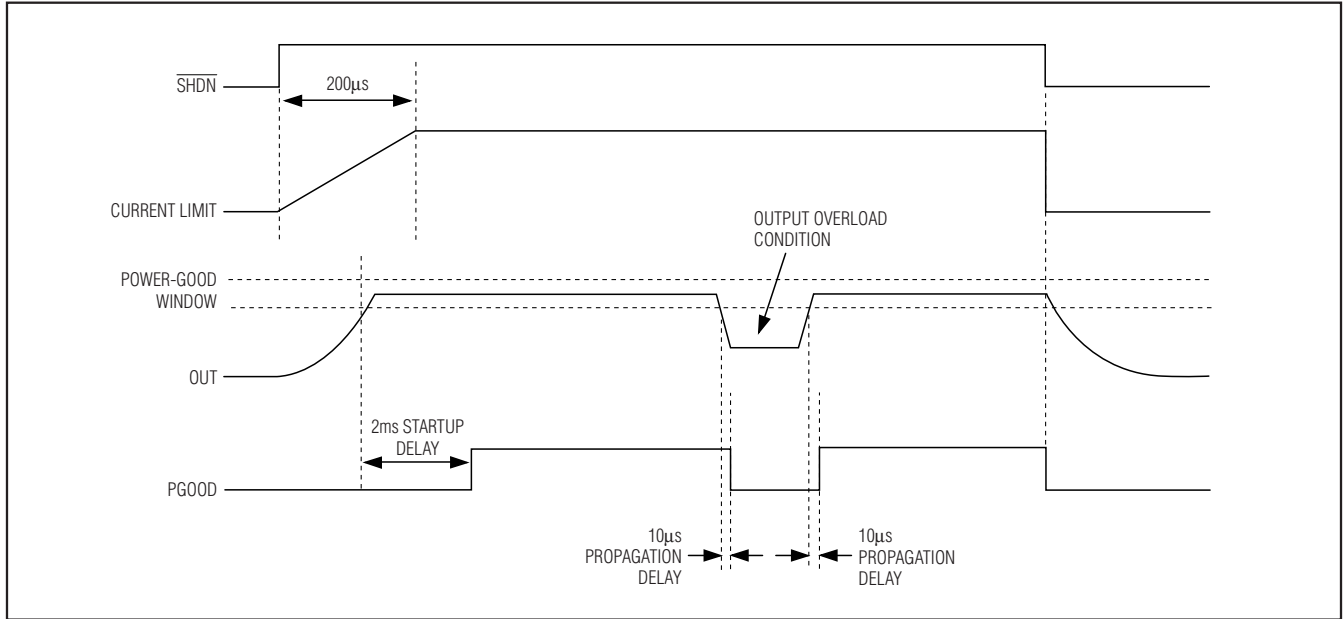 SHDN
200μs
CURRENT LIMIT
OUTPUT OVERLOAD
CONDITION
POWER-GOOD
WINDOW
OUT
2ms STARTUP
DELAY
PGOOD
10μs
PROPAGATION
DELAY
10μs
PROPAGATION
DELAY